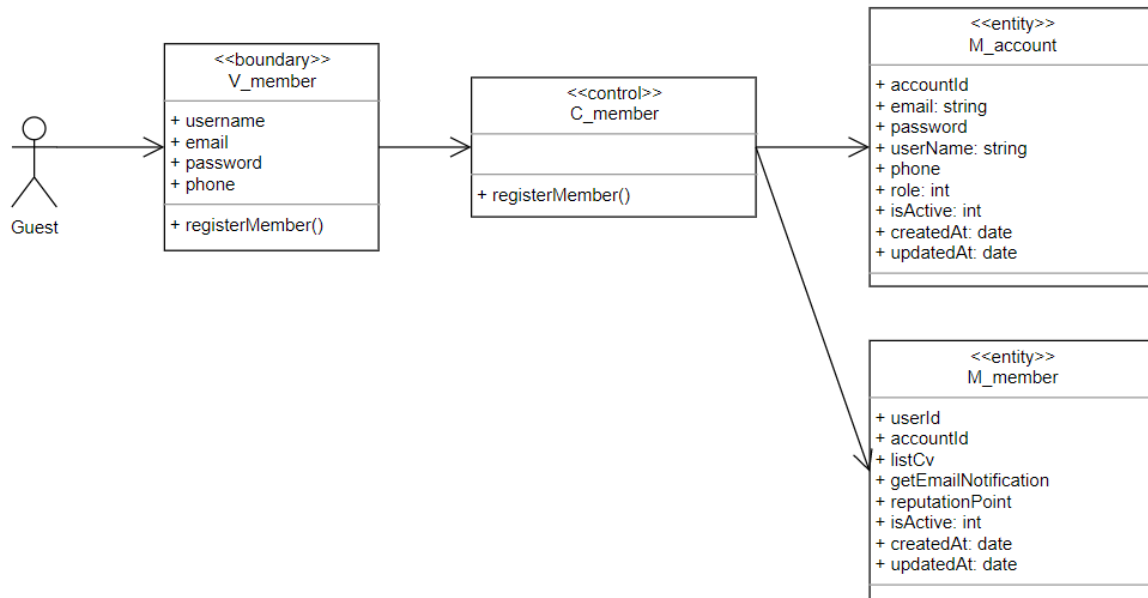 Guest
<<boundary>>
V_member
+ username
+ email
+ password
+ phone
+ registerMember()
<<control>>
C_member
+ registerMember()
<<entity>>
M_account
+ accountId
+ email: string
+ password
+ userName: string
+ phone
+ role: int
+ isActive: int
+ createdAt: date
+ updatedAt: date
<<entity>>
M_member
+ userId
+ accountId
+ listCv
+ getEmailNotification
+ reputationPoint
+ isActive: int
+ createdAt: date
+ updatedAt: date